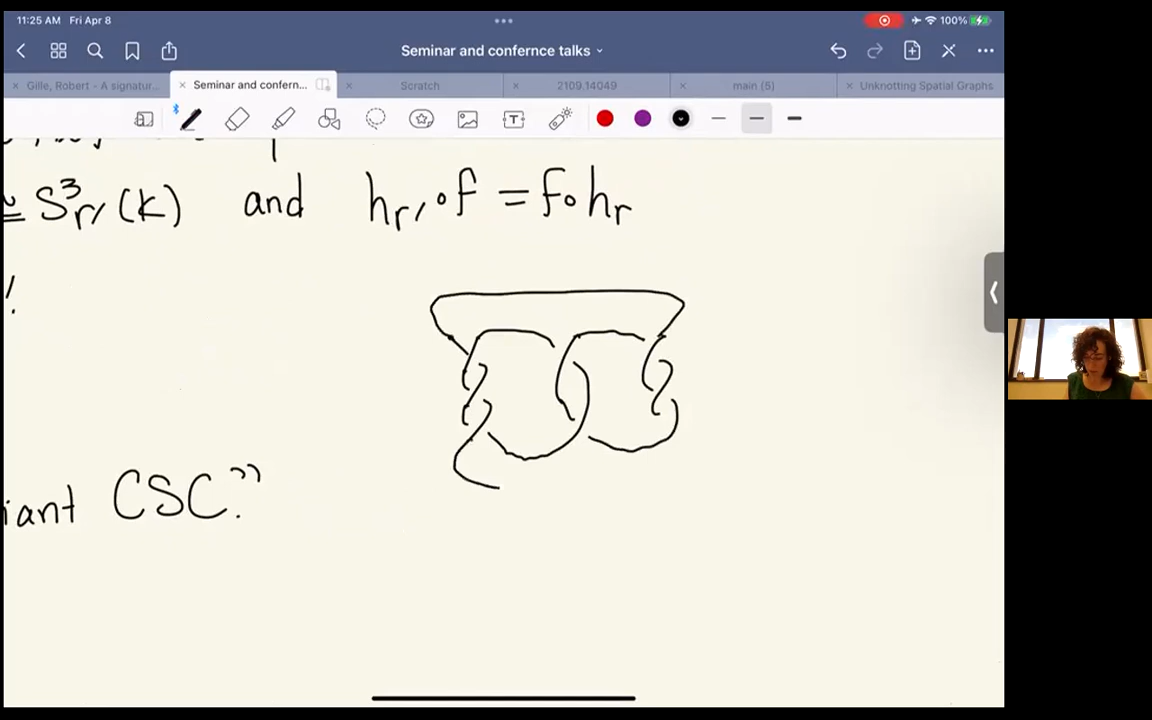 11:25 AM Fri Apr 8
100%
Seminar and confernce talks
Gille, Robert - A signatur...
Seminar and confern...
Scratch
2109.14049
main (5)
Unknotting Spatial Graphs
≅ S³r'(K) and hr'∘f = f∘hr
!
iant CSC."